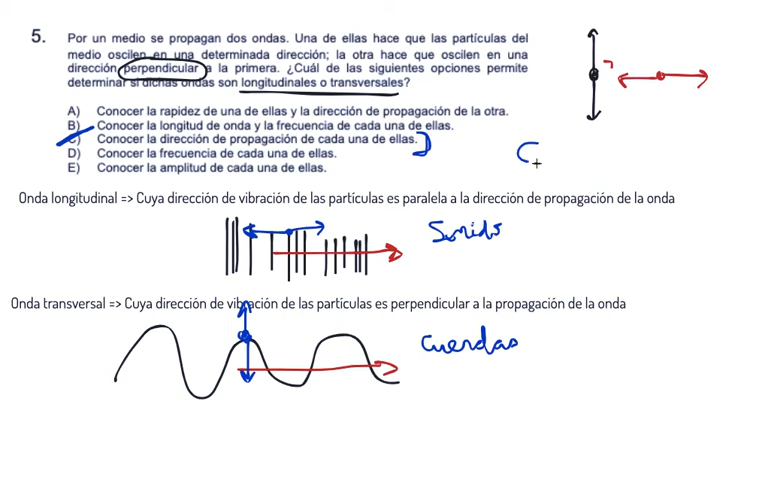 5. Por un medio se propagan dos ondas. Una de ellas hace que las partículas del
medio oscilen en una determinada dirección; la otra hace que oscilen en una
dirección perpendicular a la primera. ¿Cuál de las siguientes opciones permite
determinar si dichas ondas son longitudinales o transversales?
A) Conocer la rapidez de una de ellas y la dirección de propagación de la otra.
B) Conocer la longitud de onda y la frecuencia de cada una de ellas.
C) Conocer la dirección de propagación de cada una de ellas.
D) Conocer la frecuencia de cada una de ellas.
E) Conocer la amplitud de cada una de ellas.
C
Onda longitudinal => Cuya dirección de vibración de las partículas es paralela a la dirección de propagación de la onda
Sonido
Onda transversal => Cuya dirección de vibración de las partículas es perpendicular a la propagación de la onda
Cuerdas